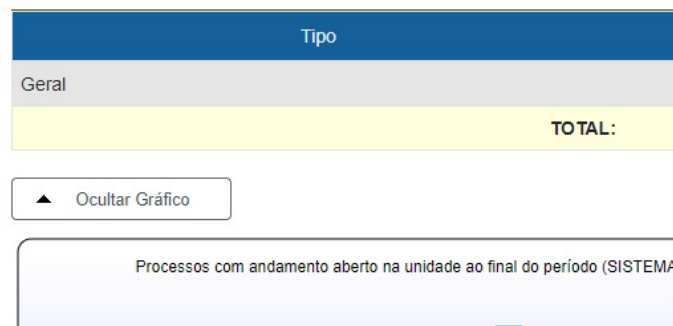 Tipo
Geral
TOTAL:
Ocultar Gráfico
Processos com andamento aberto na unidade ao final do período (SISTEMA